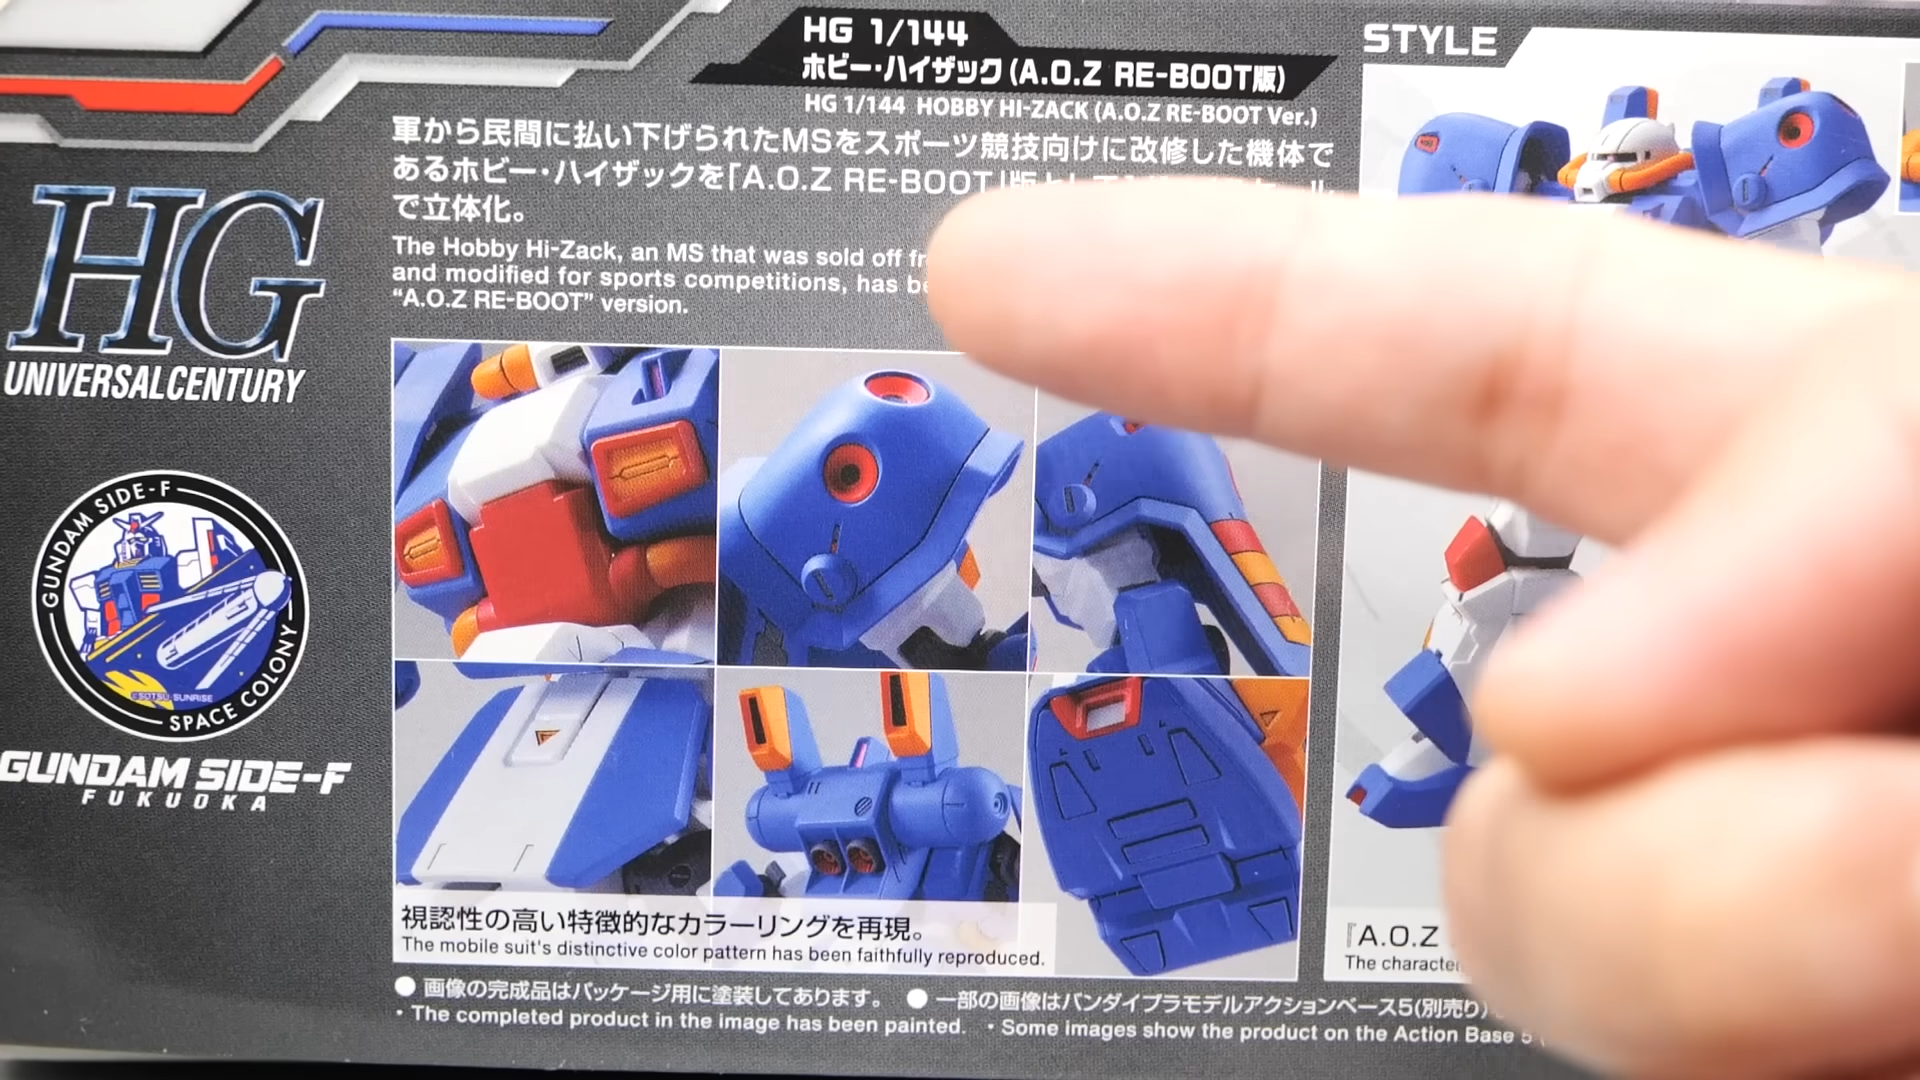 HG 1/144
ホビー・ハイザック(A.O.Z RE-BOOT版)
HG 1/144 HOBBY HI-ZACK (A.O.Z RE-BOOT Ver.)
STYLE
軍から民間に払い下げられたMSをスポーツ競技向けに改修した機体で
あるホビー・ハイザックを「A.O.Z RE-BOOT」版として
で立体化。
The Hobby Hi-Zack, an MS that was sold off
and modified for sports competitions, has
“A.O.Z RE-BOOT” version.
HG
UNIVERSAL CENTURY
GUNDAM SIDE-F
SPACE COLONY
©SOTSU・SUNRISE
GUNDAM SIDE-F
FUKUOKA
視認性の高い特徴的なカラーリングを再現。
The mobile suit's distinctive color pattern has been faithfully reproduced.
『A.O.Z
The
● 画像の完成品はパッケージ用に塗装してあります。 ● 一部の画像はバンダイプラモデルアクションベース5(別売り)
・The completed product in the image has been painted. ・Some images show the product on the Action Base 5